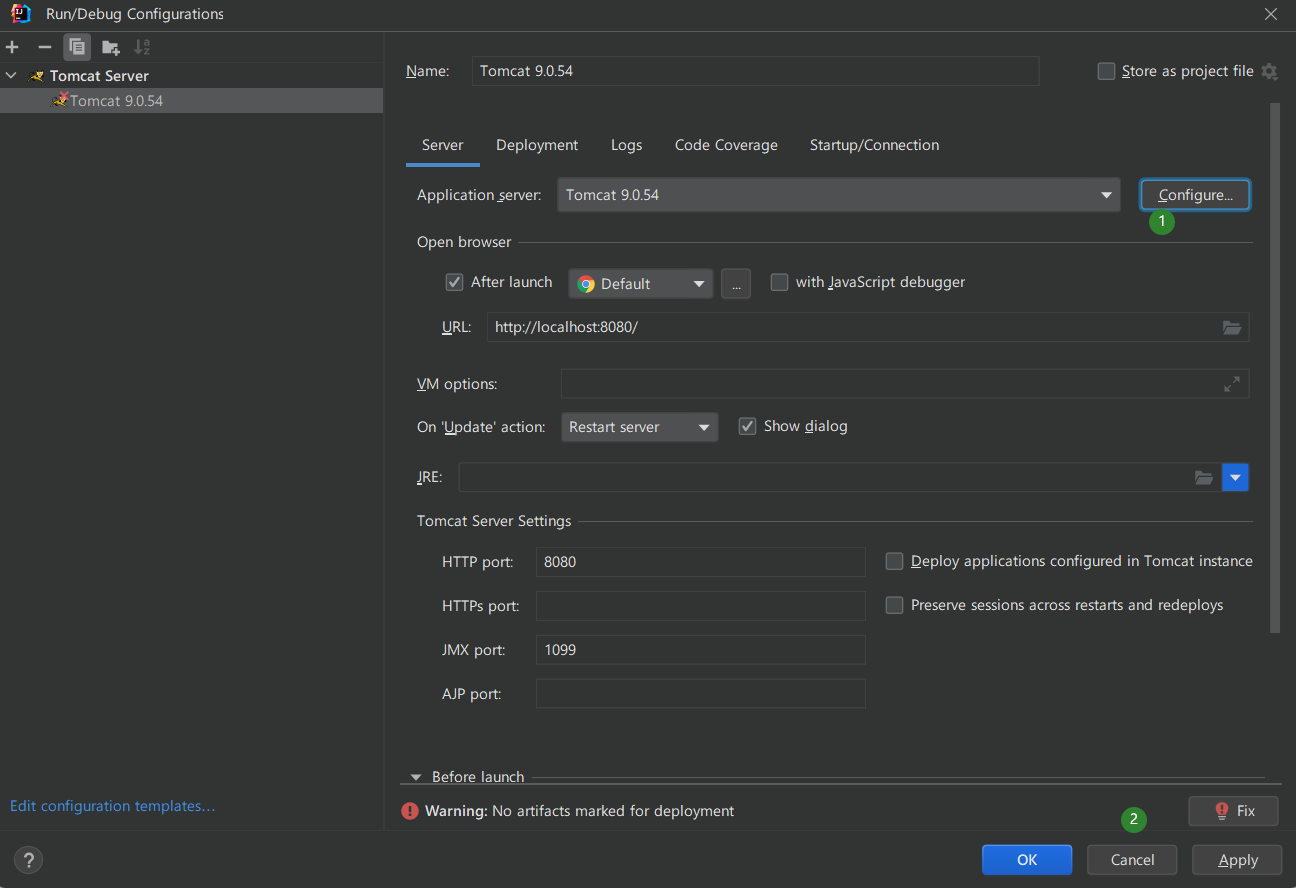 Run/Debug Configurations
Tomcat Server
Tomcat 9.0.54
Name: Tomcat 9.0.54 Store as project file
Server Deployment Logs Code Coverage Startup/Connection
Application server: Tomcat 9.0.54 Configure...
1
Open browser
After launch Default ... with JavaScript debugger
URL: http://localhost:8080/
VM options:
On 'Update' action: Restart server Show dialog
JRE:
Tomcat Server Settings
HTTP port: 8080 Deploy applications configured in Tomcat instance
HTTPs port: Preserve sessions across restarts and redeploys
JMX port: 1099
AJP port:
Before launch
Edit configuration templates...
Warning: No artifacts marked for deployment Fix
2
? OK Cancel Apply